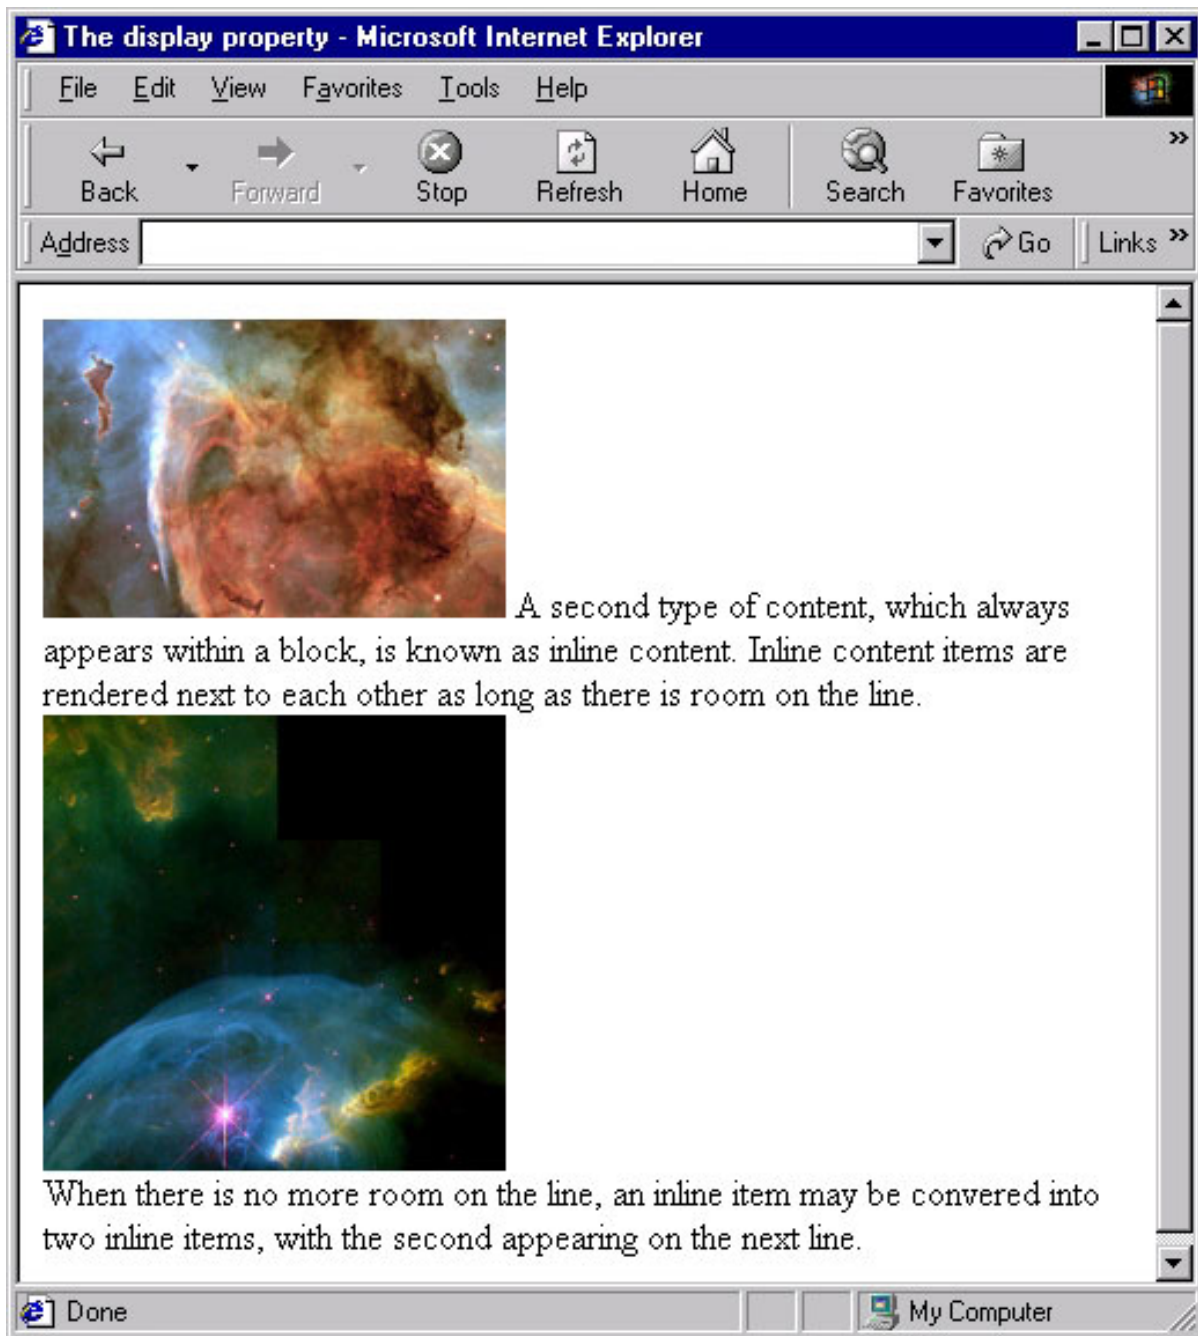 The display property - Microsoft Internet Explorer
File Edit View Favorites Tools Help
Back Forward Stop Refresh Home Search Favorites »
Address Go Links »
A second type of content, which always
appears within a block, is known as inline content. Inline content items are
rendered next to each other as long as there is room on the line.
When there is no more room on the line, an inline item may be convered into
two inline items, with the second appearing on the next line.
Done My Computer